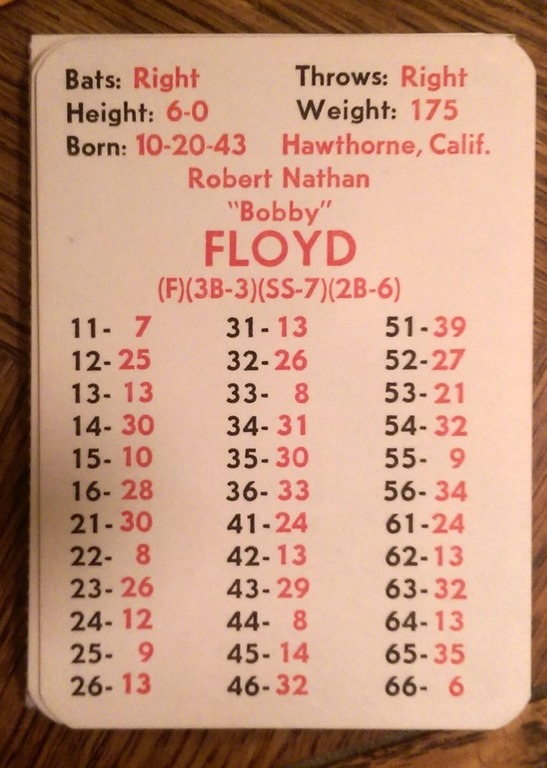 Bats: Right Throws: Right
Height: 6-0 Weight: 175
Born: 10-20-43 Hawthorne, Calif.
Robert Nathan
"Bobby"
FLOYD
(F)(3B-3)(SS-7)(2B-6)
11- 7 31-13 51-39
12-25 32-26 52-27
13-13 33- 8 53-21
14-30 34-31 54-32
15-10 35-30 55- 9
16-28 36-33 56-34
21-30 41-24 61-24
22- 8 42-13 62-13
23-26 43-29 63-32
24-12 44- 8 64-13
25- 9 45-14 65-35
26-13 46-32 66- 6